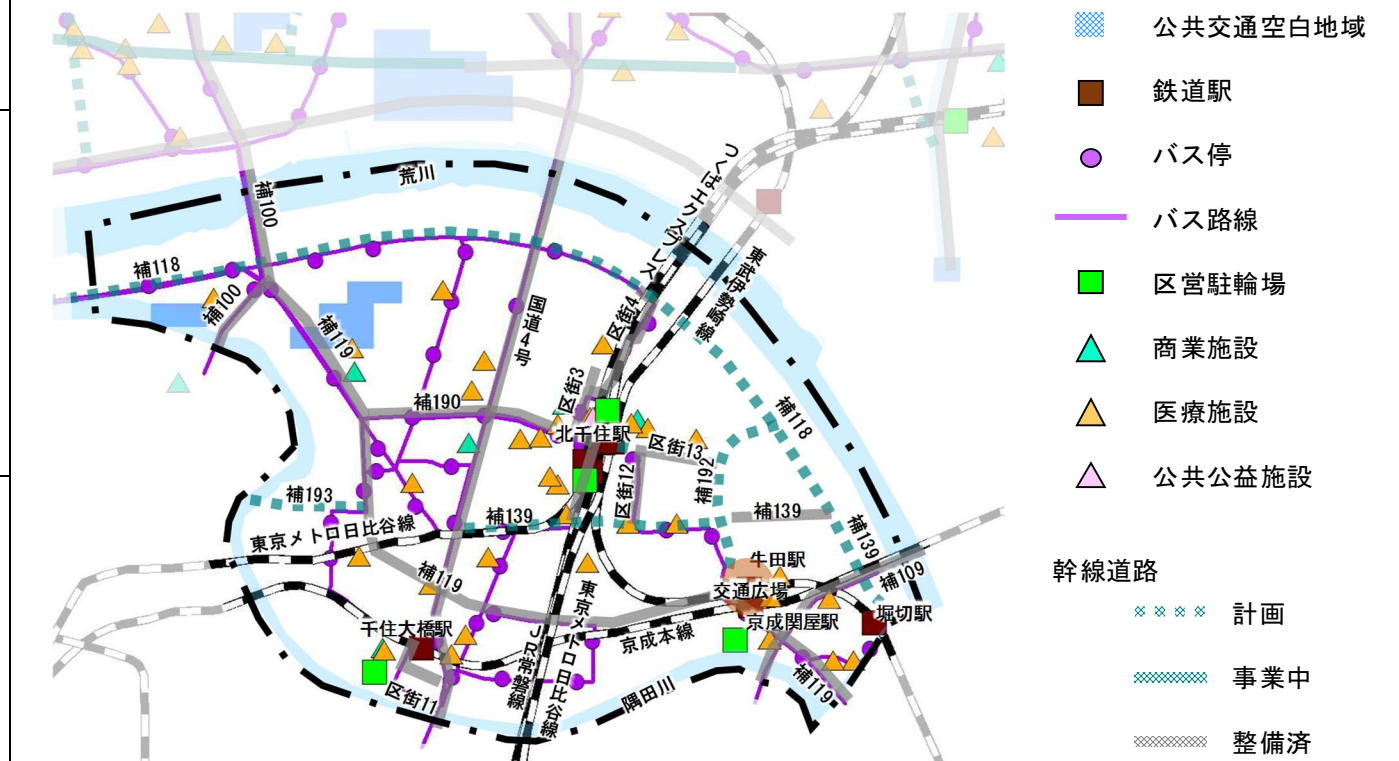 荒川
つくばエクスプレス
東武伊勢崎線
補100
補118
補100
補119
国道4号
区街4
区街3
補190
北千住駅
区街13
補118
補192
区街12
補193
補139
補139
補139
東京メトロ日比谷線
牛田駅
補109
交通広場
補119
京成関屋駅
堀切駅
千住大橋駅
京成本線
東京メトロ日比谷線
JR常磐線
補119
区街11
隅田川
公共交通空白地域
鉄道駅
バス停
バス路線
区営駐輪場
商業施設
医療施設
公共公益施設
幹線道路
計画
事業中
整備済